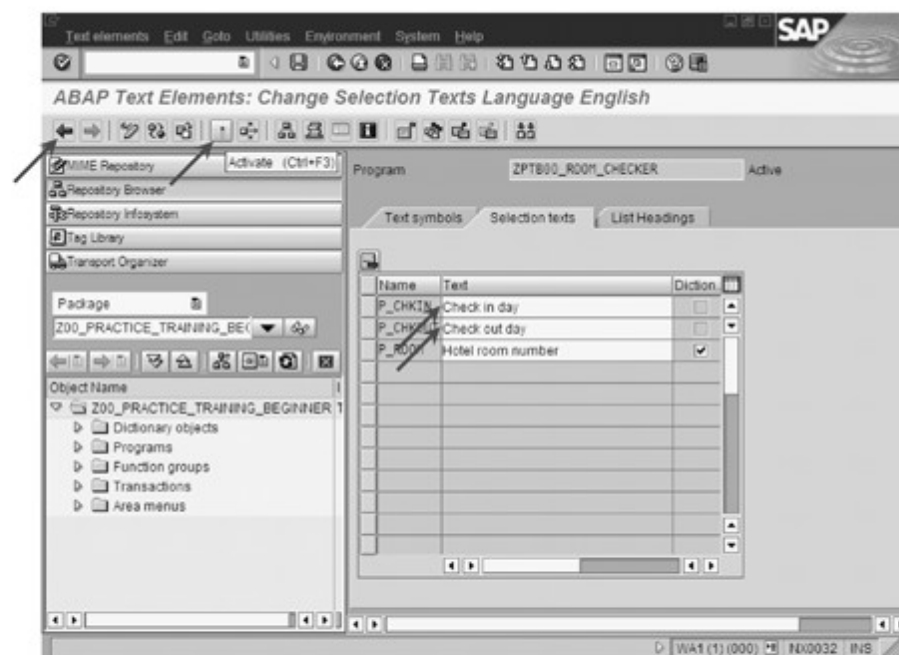 Text elements Edit Goto Utilities Environment System Help
SAP
ABAP Text Elements: Change Selection Texts Language English
Activate (Ctrl+F3)
MIME Repository
Repository Browser
Repository Infosystem
Tag Library
Transport Organizer
Program ZPTB00_ROOM_CHECKER Active
Text symbols Selection texts List Headings
Package
Z00_PRACTICE_TRAINING_BE(
Name Text Diction.
P_CHKIN Check in day
P_CHKOUT Check out day
P_ROOM Hotel room number
Object Name
Z00_PRACTICE_TRAINING_BEGINNER
Dictionary objects
Programs
Function groups
Transactions
Area menus
WA1 (1) (000) NX0032 INS